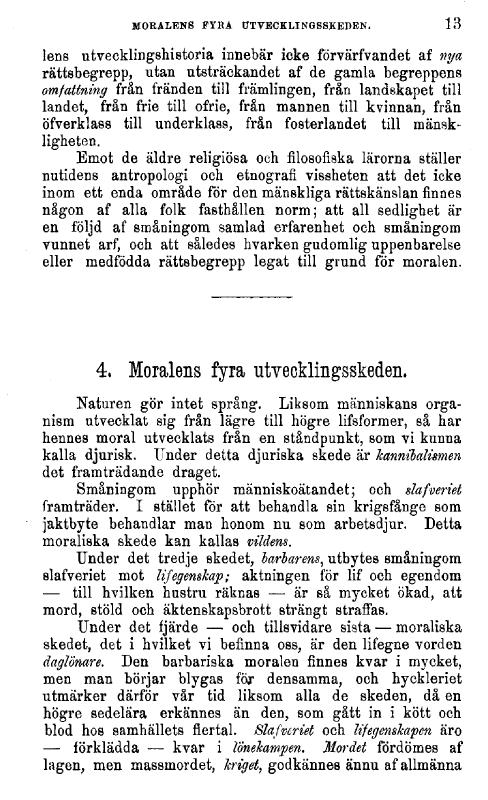 MORALENS FYRA UTVECKLINGSSKEDEN. 13
lens utvecklingshistoria innebär icke förvärfvandet af nya
rättsbegrepp, utan utsträckandet af de gamla begreppens
omfattning från fränden till främlingen, från landskapet till
landet, från frie till ofrie, från mannen till kvinnan, från
öfverklass till underklass, från fosterlandet till mänsk-
ligheten.
Emot de äldre religiösa och filosofiska lärorna ställer
nutidens antropologi och etnografi vissheten att det icke
inom ett enda område för den mänskliga rättskänslan finnes
någon af alla folk fasthållen norm; att all sedlighet är
en följd af småningom samlad erfarenhet och småningom
vunnet arf, och att således hvarken gudomlig uppenbarelse
eller medfödda rättsbegrepp legat till grund för moralen.
4. Moralens fyra utvecklingsskeden.
Naturen gör intet språng. Liksom människans orga-
nism utvecklat sig från lägre till högre lifsformer, så har
hennes moral utvecklats från en ståndpunkt, som vi kunna
kalla djurisk. Under detta djuriska skede är kannibalismen
det framträdande draget.
Småningom upphör människoätandet; och slafveriet
framträder. I stället för att behandla sin krigsfånge som
jaktbyte behandlar man honom nu som arbetsdjur. Detta
moraliska skede kan kallas vildens.
Under det tredje skedet, barbarens, utbytes småningom
slafveriet mot lifegenskap; aktningen för lif och egendom
— till hvilken hustru räknas — är så mycket ökad, att
mord, stöld och äktenskapsbrott strängt straffas.
Under det fjärde — och tillsvidare sista — moraliska
skedet, det i hvilket vi befinna oss, är den lifegne vorden
daglönare. Den barbariska moralen finnes kvar i mycket,
men man börjar blygas för densamma, och hyckleriet
utmärker därför vår tid liksom alla de skeden, då en
högre sedelära erkännes än den, som gått in i kött och
blod hos samhällets flertal. Slafveriet och lifegenskapen äro
— förklädda — kvar i lönekampen. Mordet fördömes af
lagen, men massmordet, kriget, godkännes ännu af allmänna